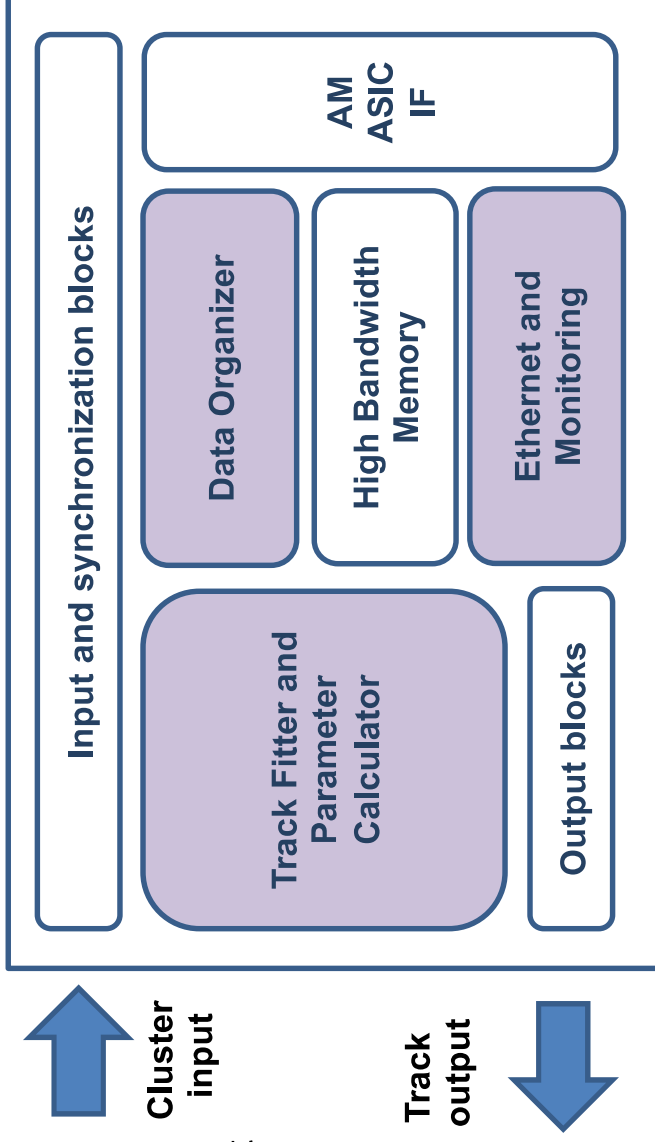 Input and synchronization blocks
AM
ASIC
IF
Data Organizer
High Bandwidth
Memory
Ethernet and
Monitoring
Track Fitter and
Parameter
Calculator
Output blocks
Cluster
input
Track
output